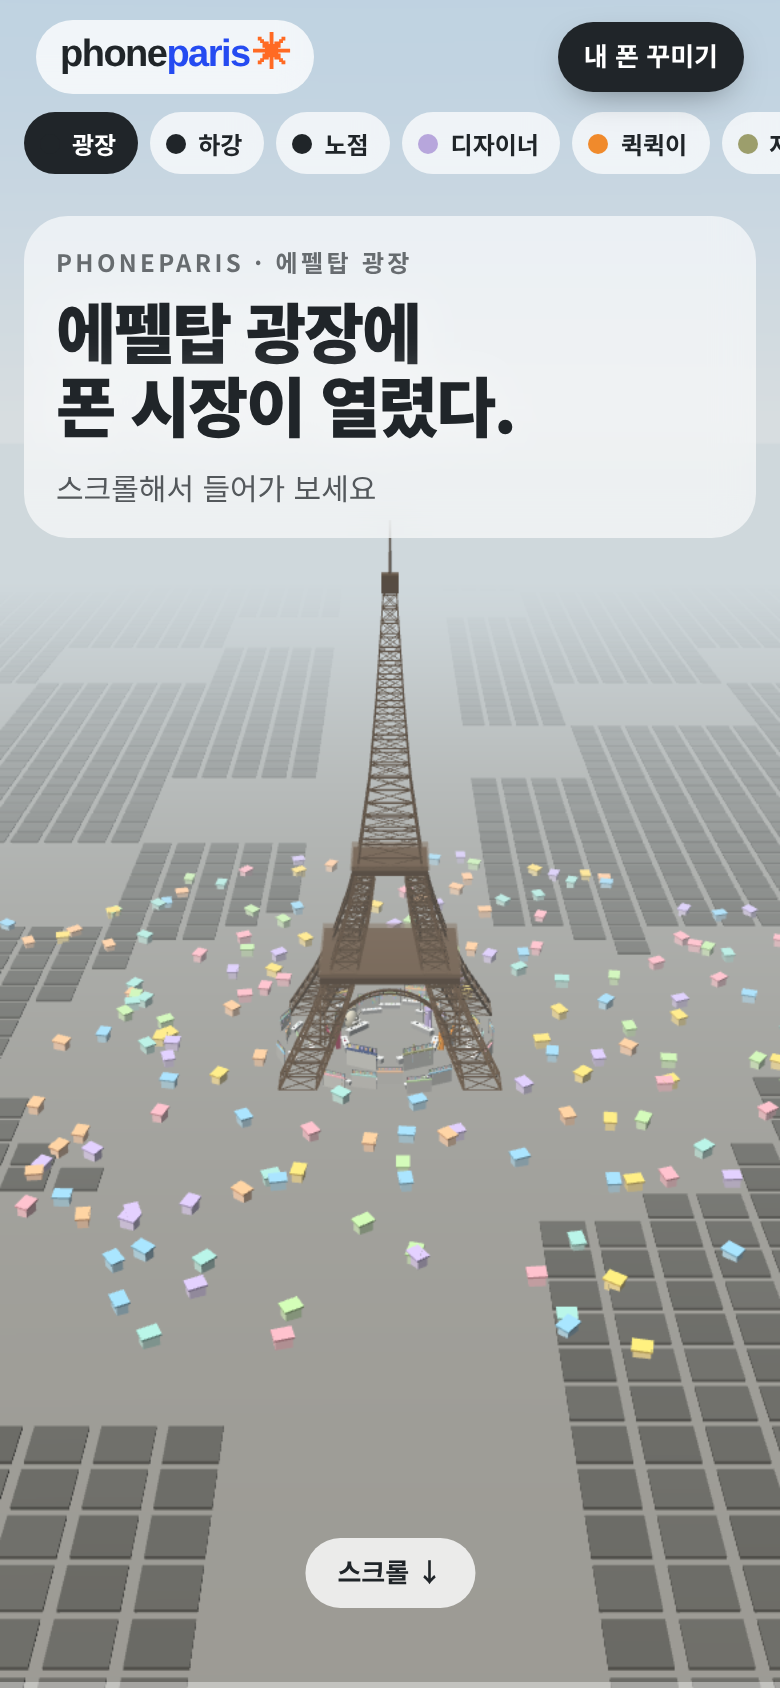 phoneparis
내 폰 꾸미기
광장
하강
노점
디자이너
퀵퀵이
PHONEPARIS · 에펠탑 광장
에펠탑 광장에
폰 시장이 열렸다.
스크롤해서 들어가 보세요
스크롤 ↓